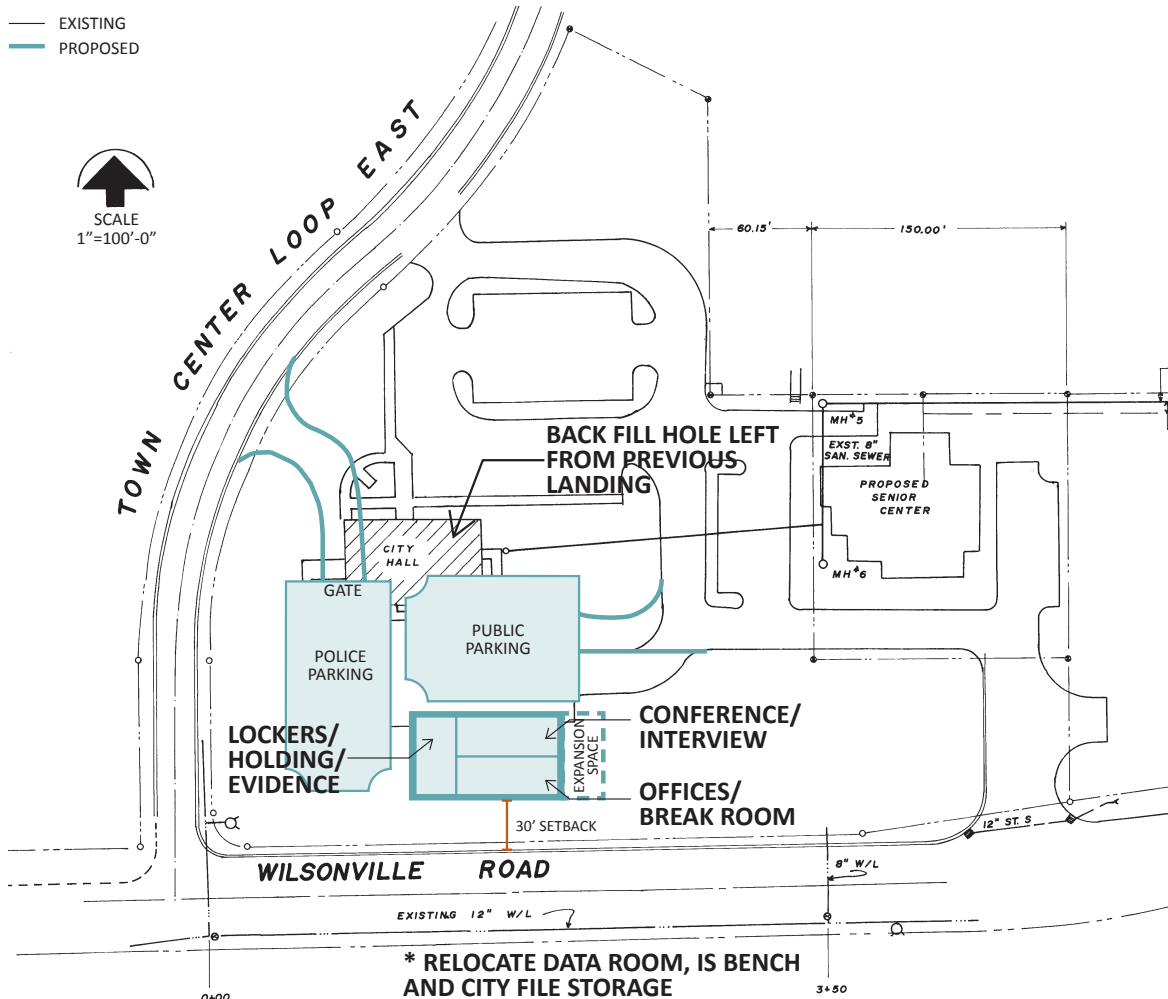 EXISTING
PROPOSED
SCALE
1"=100'-0"
TOWN CENTER LOOP EAST
60.15'
150.00'
MH#5
EXST. 8"
SAN. SEWER
PROPOSED
SENIOR
CENTER
MH#6
BACK FILL HOLE LEFT
FROM PREVIOUS
LANDING
CITY
HALL
GATE
POLICE
PARKING
PUBLIC
PARKING
LOCKERS/
HOLDING/
EVIDENCE
EXPANSION
SPACE
CONFERENCE/
INTERVIEW
OFFICES/
BREAK ROOM
30' SETBACK
12" ST. S
WILSONVILLE ROAD
8" W/L
EXISTING 12" W/L
* RELOCATE DATA ROOM, IS BENCH
AND CITY FILE STORAGE
0+00
3+50